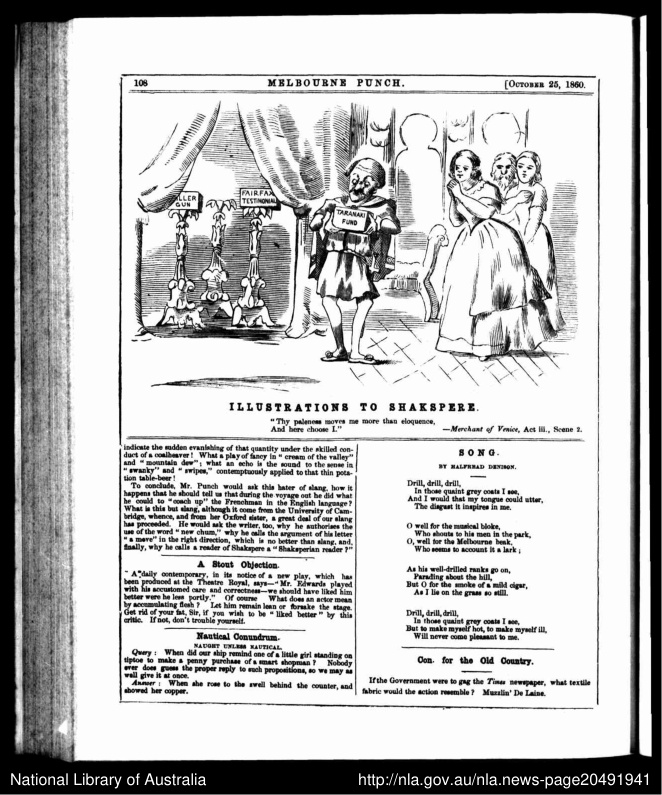 108
MELBOURNE PUNCH.
[OCTOBER 25, 1860.
LLER
GUN
FAIRFAX
TESTIMONIAL
TARANAKI
FUND
ILLUSTRATIONS TO SHAKSPERE.
"Thy paleness moves me more than eloquence,
And here choose I."
—Merchant of Venice, Act iii., Scene 2.
indicate the sudden evanishing of that quantity under the skilled con-
duct of a coalheaver! What a play of fancy in "cream of the valley"
and "mountain dew"; what an echo is the sound to the sense in
"swanky" and "swipes," contemptuously applied to that thin pota-
tion table-beer!
To conclude, Mr. Punch would ask this hater of slang, how it
happens that he should tell us that during the voyage out he did what
he could to "coach up" the Frenchman in the English language?
What is this but slang, although it come from the University of Cam-
bridge, whence, and from her Oxford sister, a great deal of our slang
has proceeded. He would ask the writer, too, why he authorises the
use of the word "new chum," why he calls the argument of his letter
"a move" in the right direction, which is no better than slang, and,
finally, why he calls a reader of Shakspere a "Shaksperian reader?"
A Stout Objection.
A daily contemporary, in its notice of a new play, which has
been produced at the Theatre Royal, says—"Mr. Edwards played
with his accustomed care and correctness—we should have liked him
better were he less portly." Of course What does an actor mean
by accumulating flesh? Let him remain lean or forsake the stage.
Get rid of your fat, Sir, if you wish to be "liked better" by this
critic. If not, don't trouble yourself.
Nautical Conundrum.
NAUGHT UNLESS NAUTICAL.
Query: When did our ship remind one of a little girl standing on
tiptoe to make a penny purchase of a smart shopman? Nobody
ever does guess the proper reply to such propositions, so we may as
well give it at once.
Answer: When she rose to the swell behind the counter, and
showed her copper.
SONG.
BY HALFREAD DENISON.
Drill, drill, drill,
In those quaint grey coats I see,
And I would that my tongue could utter,
The disgust it inspires in me.
O well for the musical bloke,
Who shouts to his men in the park,
O, well for the Melbourne beak,
Who seems to account it a lark;
As his well-drilled ranks go on,
Parading about the hill,
But O for the smoke of a mild cigar,
As I lie on the grass so still.
Drill, drill, drill,
In those quaint grey coats I see,
But to make myself hot, to make myself ill,
Will never come pleasant to me.
Con. for the Old Country.
If the Government were to gag the Times newspaper, what textile
fabric would the action resemble? Muzzlin' De Laine.
National Library of Australia
http://nla.gov.au/nla.news-page20491941